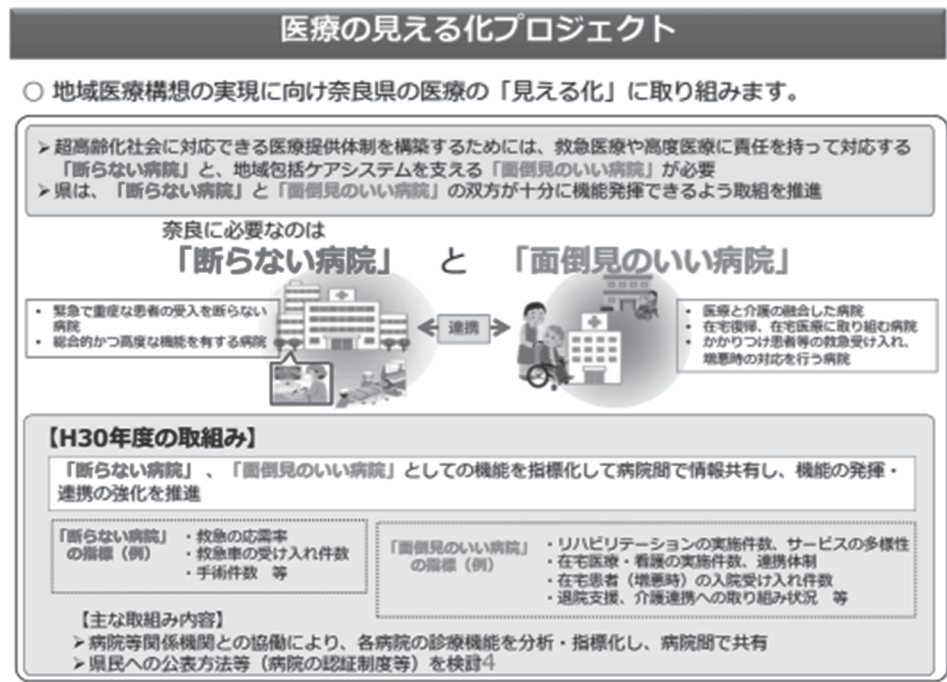 医療の見える化プロジェクト
○ 地域医療構想の実現に向け奈良県の医療の「見える化」に取り組みます。
➢ 超高齢化社会に対応できる医療提供体制を構築するためには、救急医療や高度医療に責任を持って対応する
「断らない病院」と、地域包括ケアシステムを支える「面倒見のいい病院」が必要
➢ 県は、「断らない病院」と「面倒見のいい病院」の双方が十分に機能発揮できるよう取組を推進
奈良に必要なのは
「断らない病院」 と 「面倒見のいい病院」
• 緊急で重症な患者の受入を断らない
病院
• 総合的かつ高度な機能を有する病院
連携
• 医療と介護の融合した病院
• 在宅復帰、在宅医療に取り組む病院
• かかりつけ患者等の救急受け入れ、
増悪時の対応を行う病院
【H30年度の取組み】
「断らない病院」、「面倒見のいい病院」としての機能を指標化して病院間で情報共有し、機能の発揮・
連携の強化を推進
「断らない病院」
の指標（例）
・救急の応需率
・救急車の受け入れ件数
・手術件数 等
「面倒見のいい病院」
の指標（例）
・リハビリテーションの実施件数、サービスの多様性
・在宅医療・看護の実施件数、連携体制
・在宅患者（増悪時）の入院受け入れ件数
・退院支援、介護連携への取り組み状況 等
【主な取組み内容】
➢ 病院等関係機関との協働により、各病院の診療機能を分析・指標化し、病院間で共有
➢ 県民への公表方法等（病院の認証制度等）を検討
4